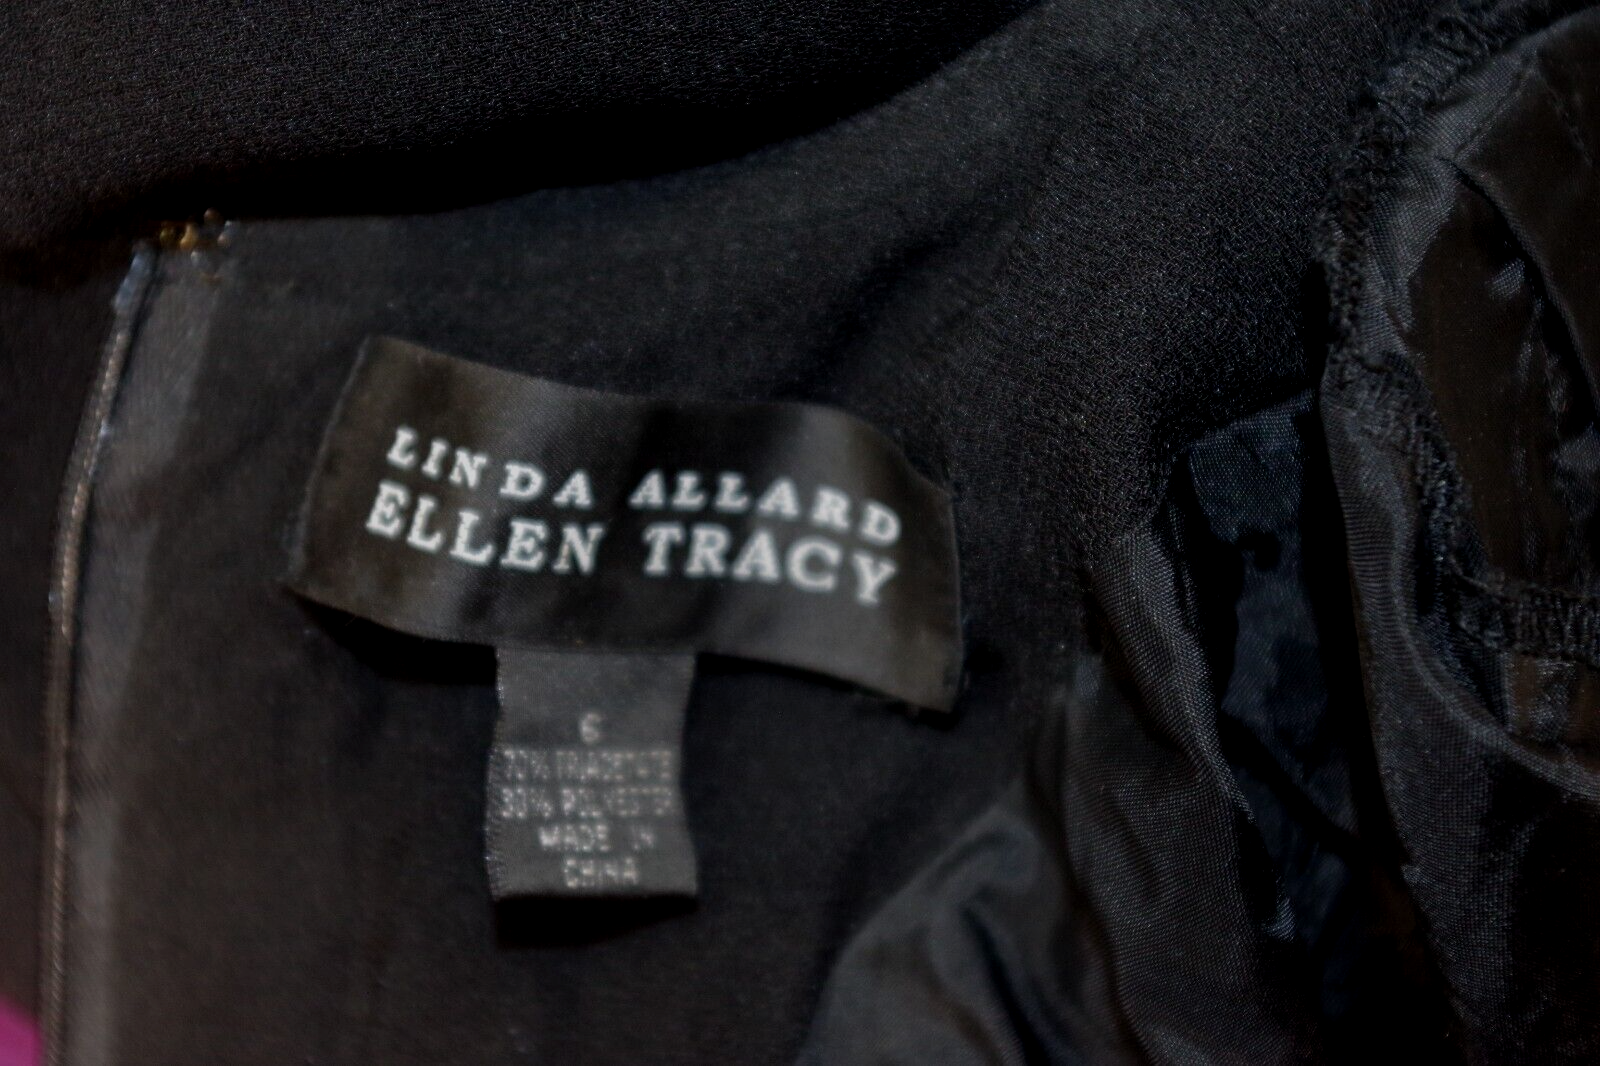 LINDA ALLARD
ELLEN TRACY
6
70% TRIACETATE
30% POLYESTER
MADE IN
CHINA